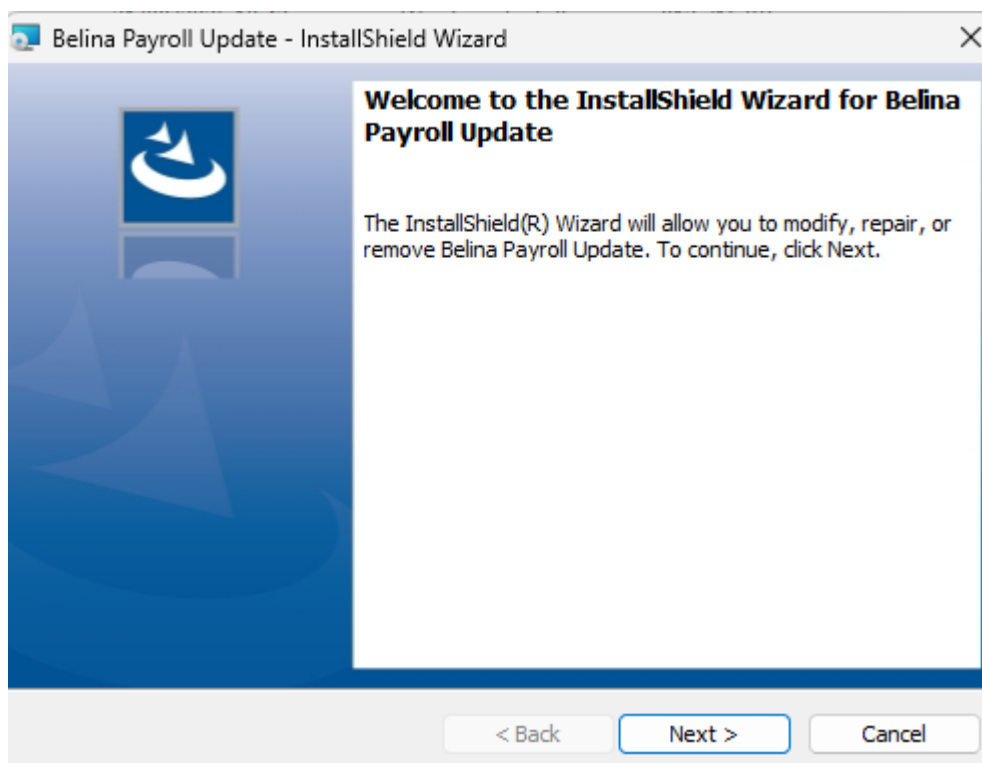 Belina Payroll Update - InstallShield Wizard
Welcome to the InstallShield Wizard for Belina
Payroll Update
The InstallShield(R) Wizard will allow you to modify, repair, or
remove Belina Payroll Update. To continue, click Next.
< Back
Next >
Cancel